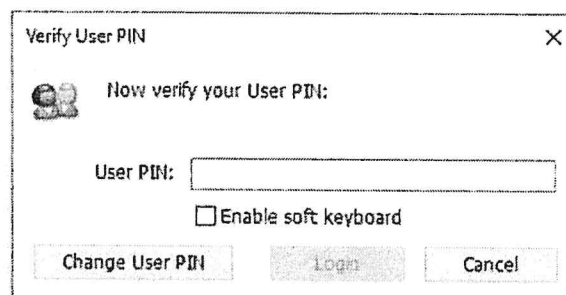 Verify User PIN
Now verify your User PIN:
User PIN:
Enable soft keyboard
Change User PIN Login Cancel